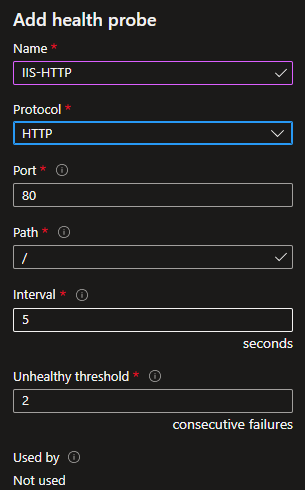 Add health probe
Name *
IIS-HTTP
Protocol *
HTTP
Port *
80
Path *
/
Interval *
5
seconds
Unhealthy threshold *
2
consecutive failures
Used by
Not used